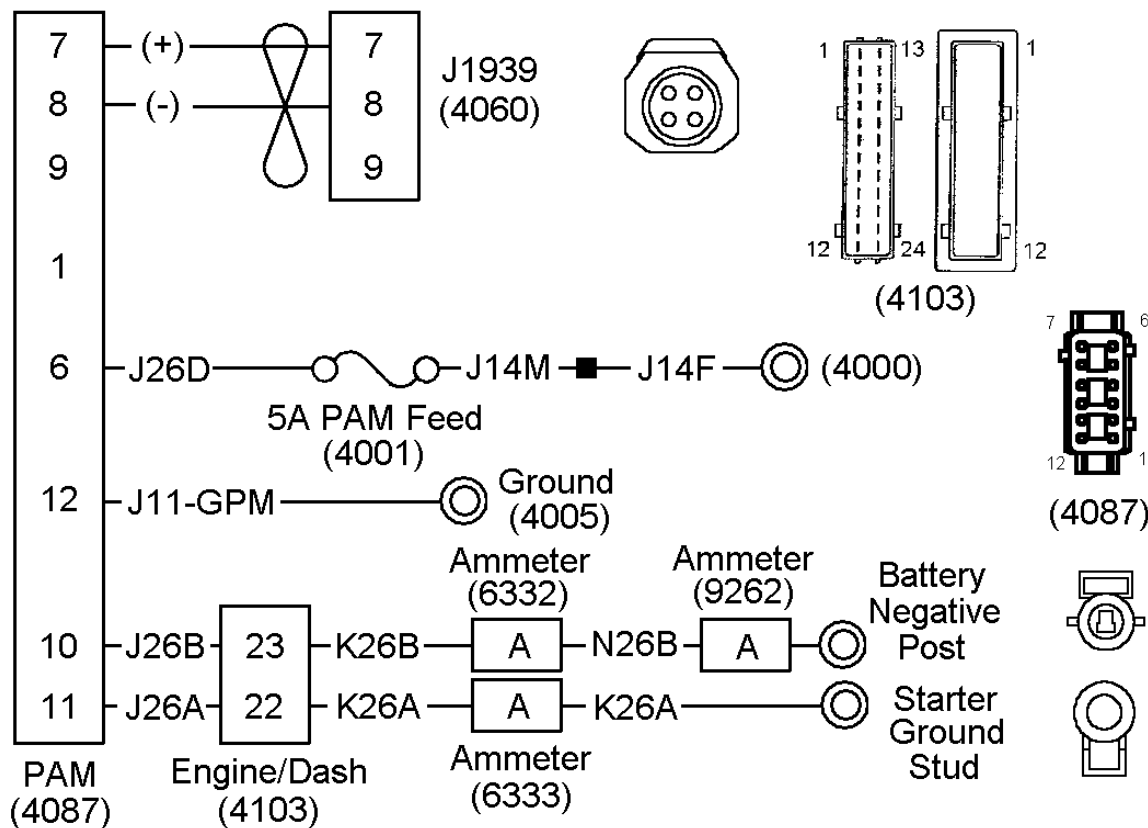 7 (+) 7
J1939
(4060)
8 (-) 8
9 9
1
6 J26D J14M J14F (4000)
5A PAM Feed
(4001)
12 J11-GPM Ground
(4005)
Ammeter
(6332)
Ammeter
(9262)
10 J26B 23 K26B A N26B A
Battery
Negative
Post
11 J26A 22 K26A A K26A
Starter
Ground
Stud
PAM
(4087)
Engine/Dash
(4103)
Ammeter
(6333)
1 13 1
12 24 12
(4103)
7 6
12 1
(4087)